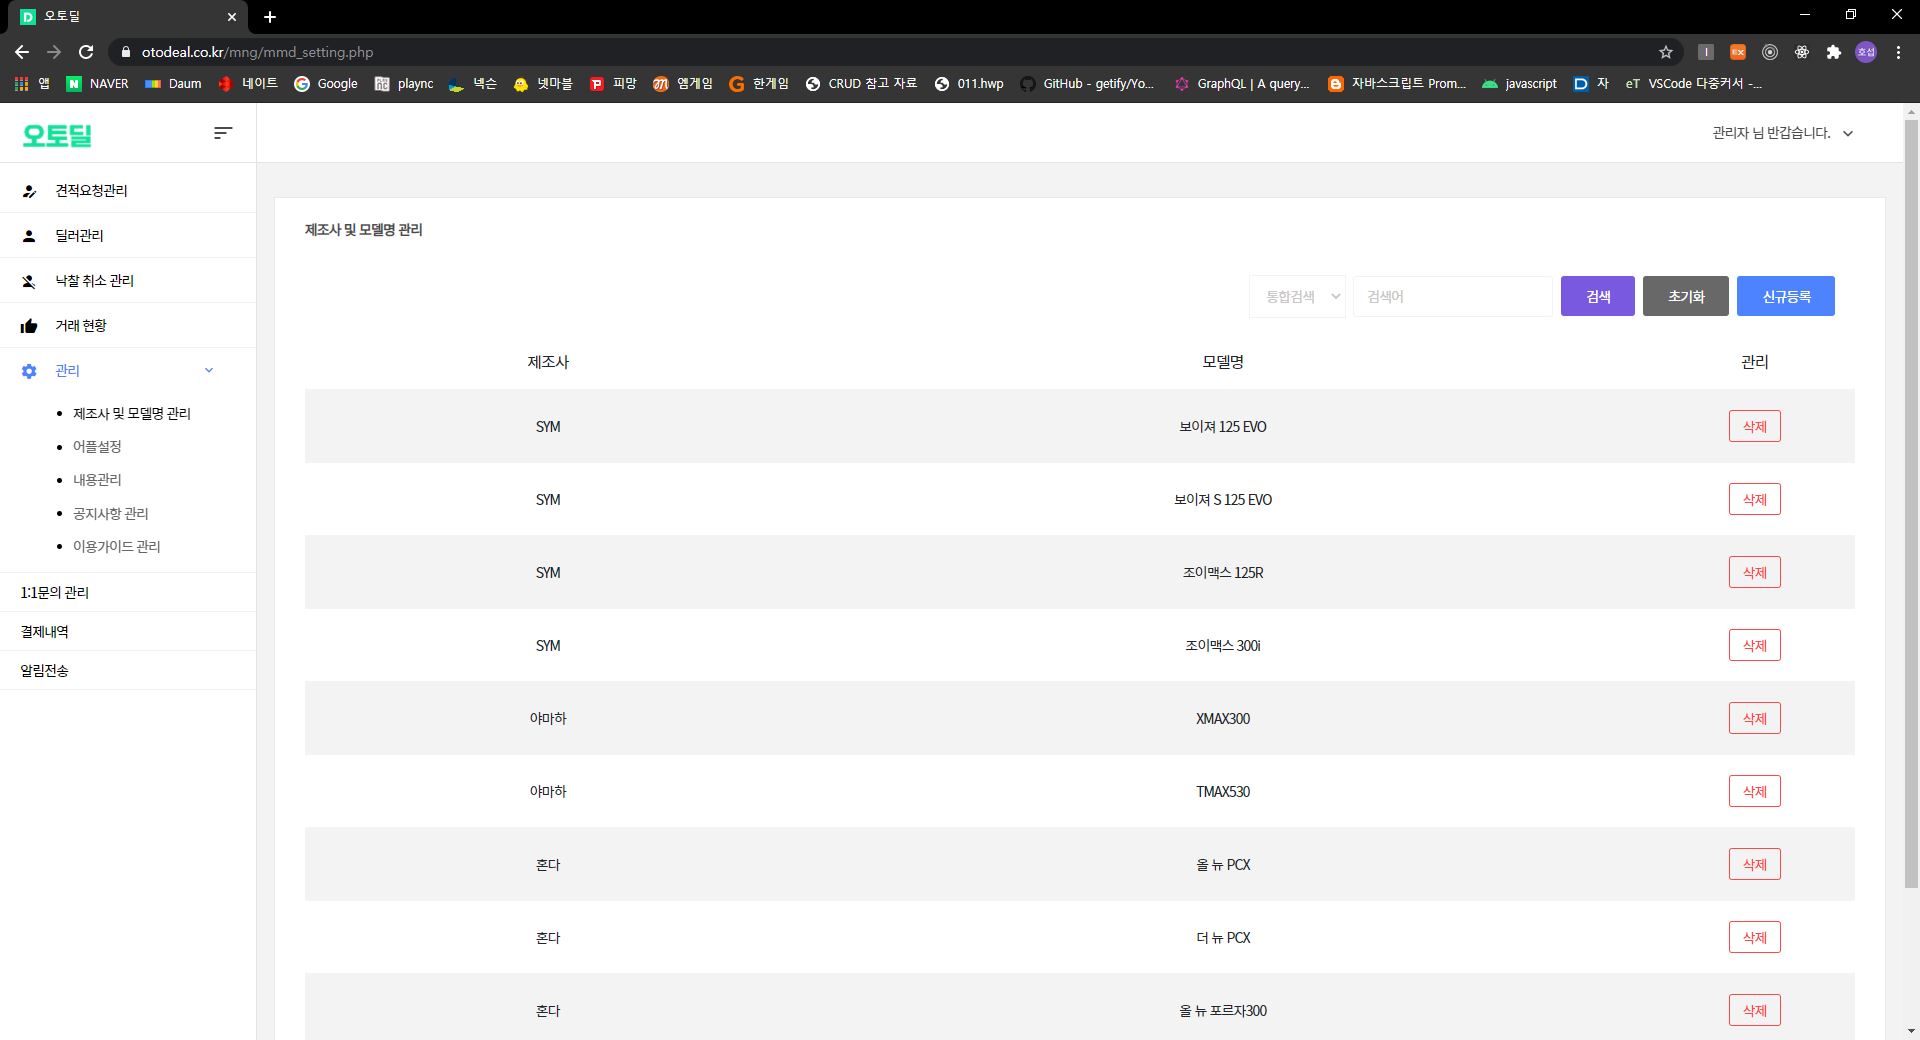 오토딜
otodeal.co.kr/mng/mmd_setting.php
호섭
앱 NAVER Daum 네이트 Google plaync 넥슨 넷마블 피망 엠게임 한게임 CRUD 참고 자료 011.hwp GitHub - getify/Yo... GraphQL | A query... 자바스크립트 Prom... javascript 자 eT VSCode 다중커서 -...
오토딜
관리자 님 반갑습니다.
견적요청관리
딜러관리
낙찰 취소 관리
거래 현황
관리
제조사 및 모델명 관리
어플설정
내용관리
공지사항 관리
이용가이드 관리
1:1문의 관리
결제내역
알림전송
제조사 및 모델명 관리
통합검색 검색어 검색 초기화 신규등록
제조사 모델명 관리
SYM 보이져 125 EVO 삭제
SYM 보이져 S 125 EVO 삭제
SYM 조이맥스 125R 삭제
SYM 조이맥스 300i 삭제
야마하 XMAX300 삭제
야마하 TMAX530 삭제
혼다 올 뉴 PCX 삭제
혼다 더 뉴 PCX 삭제
혼다 올 뉴 포르자300 삭제